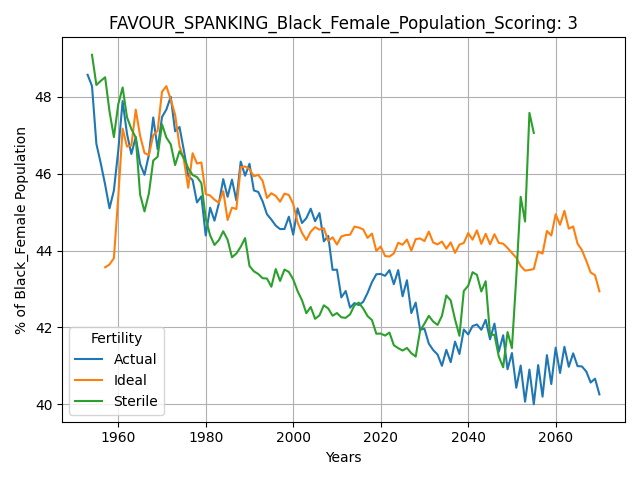 FAVOUR_SPANKING_Black_Female_Population_Scoring: 3
% of Black_Female Population
48
46
44
42
40
Fertility
Actual
Ideal
Sterile
1960
1980
2000
2020
2040
2060
Years